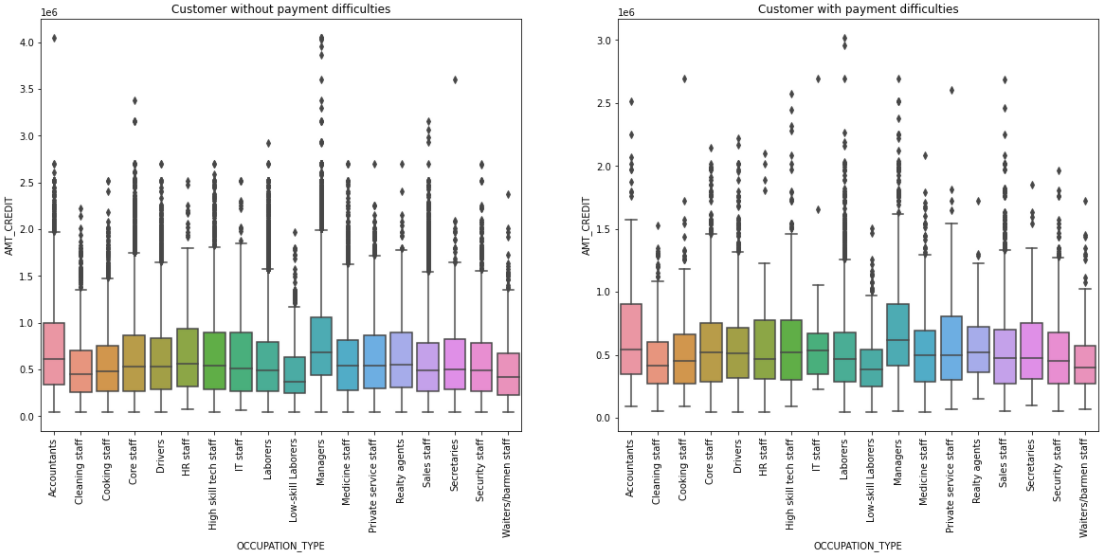 Customer without payment difficulties
1e6
4.0
3.5
3.0
2.5
2.0
1.5
1.0
0.5
0.0
AMT_CREDIT
Accountants
Cleaning staff
Cooking staff
Core staff
Drivers
HR staff
High skill tech staff
IT staff
Laborers
Low-skill Laborers
Managers
Medicine staff
Private service staff
Realty agents
Sales staff
Secretaries
Security staff
Waiters/barmen staff
OCCUPATION_TYPE
Customer with payment difficulties
1e6
3.0
2.5
2.0
1.5
1.0
0.5
0.0
AMT_CREDIT
Accountants
Cleaning staff
Cooking staff
Core staff
Drivers
HR staff
High skill tech staff
IT staff
Laborers
Low-skill Laborers
Managers
Medicine staff
Private service staff
Realty agents
Sales staff
Secretaries
Security staff
Waiters/barmen staff
OCCUPATION_TYPE